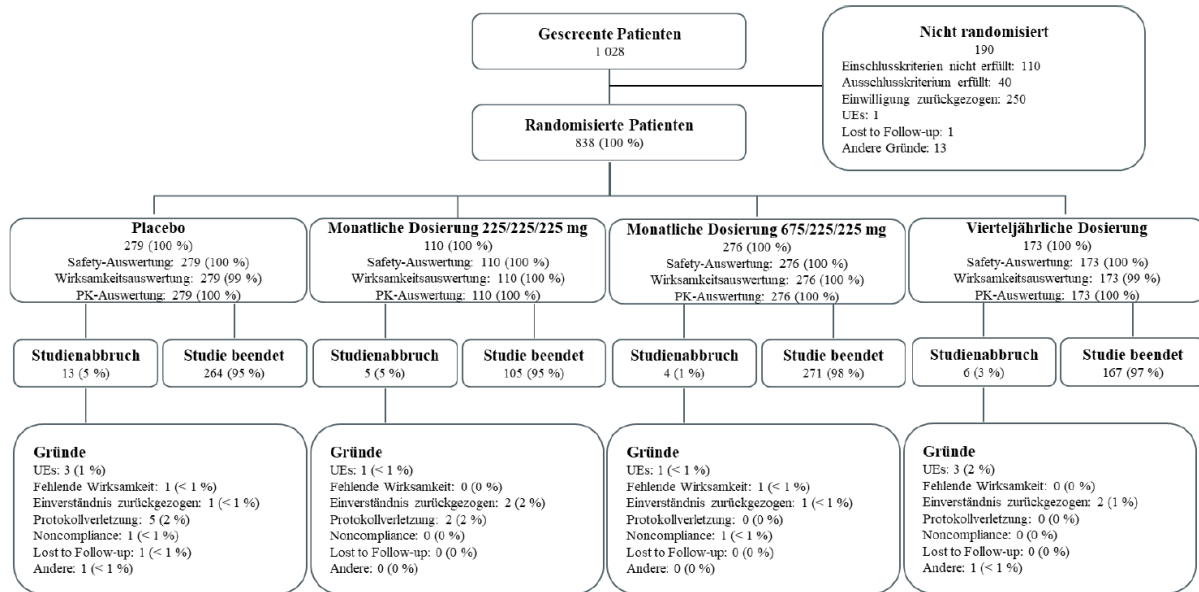 Gescreente Patienten
1 028
Nicht randomisiert
190
Einschlusskriterien nicht erfüllt: 110
Ausschlusskriterium erfüllt: 40
Einwilligung zurückgezogen: 250
UEs: 1
Lost to Follow-up: 1
Andere Gründe: 13
Randomisierte Patienten
838 (100 %)
Placebo
279 (100 %)
Safety-Auswertung: 279 (100 %)
Wirksamkeitsauswertung: 279 (99 %)
PK-Auswertung: 279 (100 %)
Monatliche Dosierung 225/225/225 mg
110 (100 %)
Safety-Auswertung: 110 (100 %)
Wirksamkeitsauswertung: 110 (100 %)
PK-Auswertung: 110 (100 %)
Monatliche Dosierung 675/225/225 mg
276 (100 %)
Safety-Auswertung: 276 (100 %)
Wirksamkeitsauswertung: 276 (100 %)
PK-Auswertung: 276 (100 %)
Vierteljährliche Dosierung
173 (100 %)
Safety-Auswertung: 173 (100 %)
Wirksamkeitsauswertung: 173 (99 %)
PK-Auswertung: 173 (100 %)
Studienabbruch
13 (5 %)
Studie beendet
264 (95 %)
Studienabbruch
5 (5 %)
Studie beendet
105 (95 %)
Studienabbruch
4 (1 %)
Studie beendet
271 (98 %)
Studienabbruch
6 (3 %)
Studie beendet
167 (97 %)
Gründe
UEs: 3 (1 %)
Fehlende Wirksamkeit: 1 (< 1 %)
Einverständnis zurückgezogen: 1 (< 1 %)
Protokollverletzung: 5 (2 %)
Noncompliance: 1 (< 1 %)
Lost to Follow-up: 1 (< 1 %)
Andere: 1 (< 1 %)
Gründe
UEs: 1 (< 1 %)
Fehlende Wirksamkeit: 0 (0 %)
Einverständnis zurückgezogen: 2 (2 %)
Protokollverletzung: 2 (2 %)
Noncompliance: 0 (0 %)
Lost to Follow-up: 0 (0 %)
Andere: 0 (0 %)
Gründe
UEs: 1 (< 1 %)
Fehlende Wirksamkeit: 1 (< 1 %)
Einverständnis zurückgezogen: 1 (< 1 %)
Protokollverletzung: 0 (0 %)
Noncompliance: 1 (< 1 %)
Lost to Follow-up: 0 (0 %)
Andere: 0 (0 %)
Gründe
UEs: 3 (2 %)
Fehlende Wirksamkeit: 0 (0 %)
Einverständnis zurückgezogen: 2 (1 %)
Protokollverletzung: 0 (0 %)
Noncompliance: 0 (0 %)
Lost to Follow-up: 0 (0 %)
Andere: 1 (< 1 %)